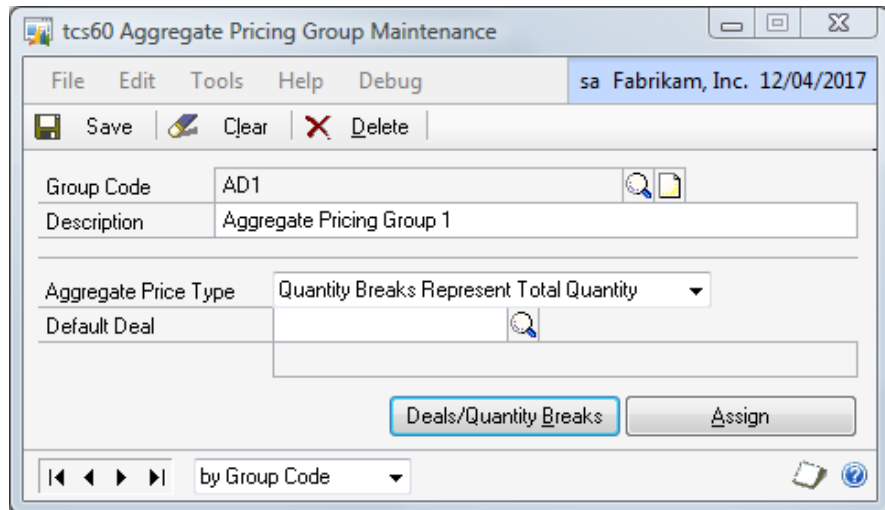 tcs60 Aggregate Pricing Group Maintenance
File Edit Tools Help Debug sa Fabrikam, Inc. 12/04/2017
Save Clear Delete
Group Code AD1
Description Aggregate Pricing Group 1
Aggregate Price Type Quantity Breaks Represent Total Quantity
Default Deal
Deals/Quantity Breaks Assign
by Group Code